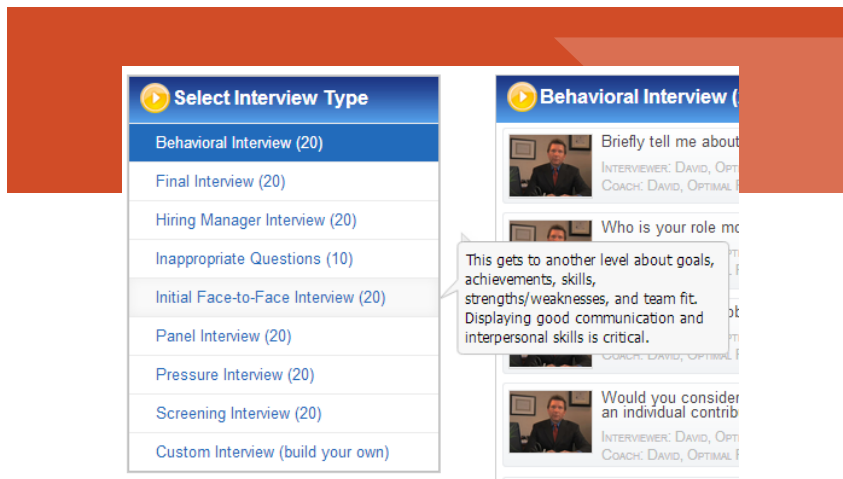 Select Interview Type
Behavioral Interview (20)
Final Interview (20)
Hiring Manager Interview (20)
Inappropriate Questions (10)
Initial Face-to-Face Interview (20)
Panel Interview (20)
Pressure Interview (20)
Screening Interview (20)
Custom Interview (build your own)
Behavioral Interview (
Briefly tell me about
INTERVIEWER: DAVID,
COACH: DAVID, OPTIMAL
Who is your role
This gets to another level about goals,
achievements, skills,
strengths/weaknesses, and team fit.
Displaying good communication and
interpersonal skills is critical.
COACH: DAVID, OPTIMAL
Would you consider
an individual
INTERVIEWER: DAVID,
COACH: DAVID, OPTIMAL